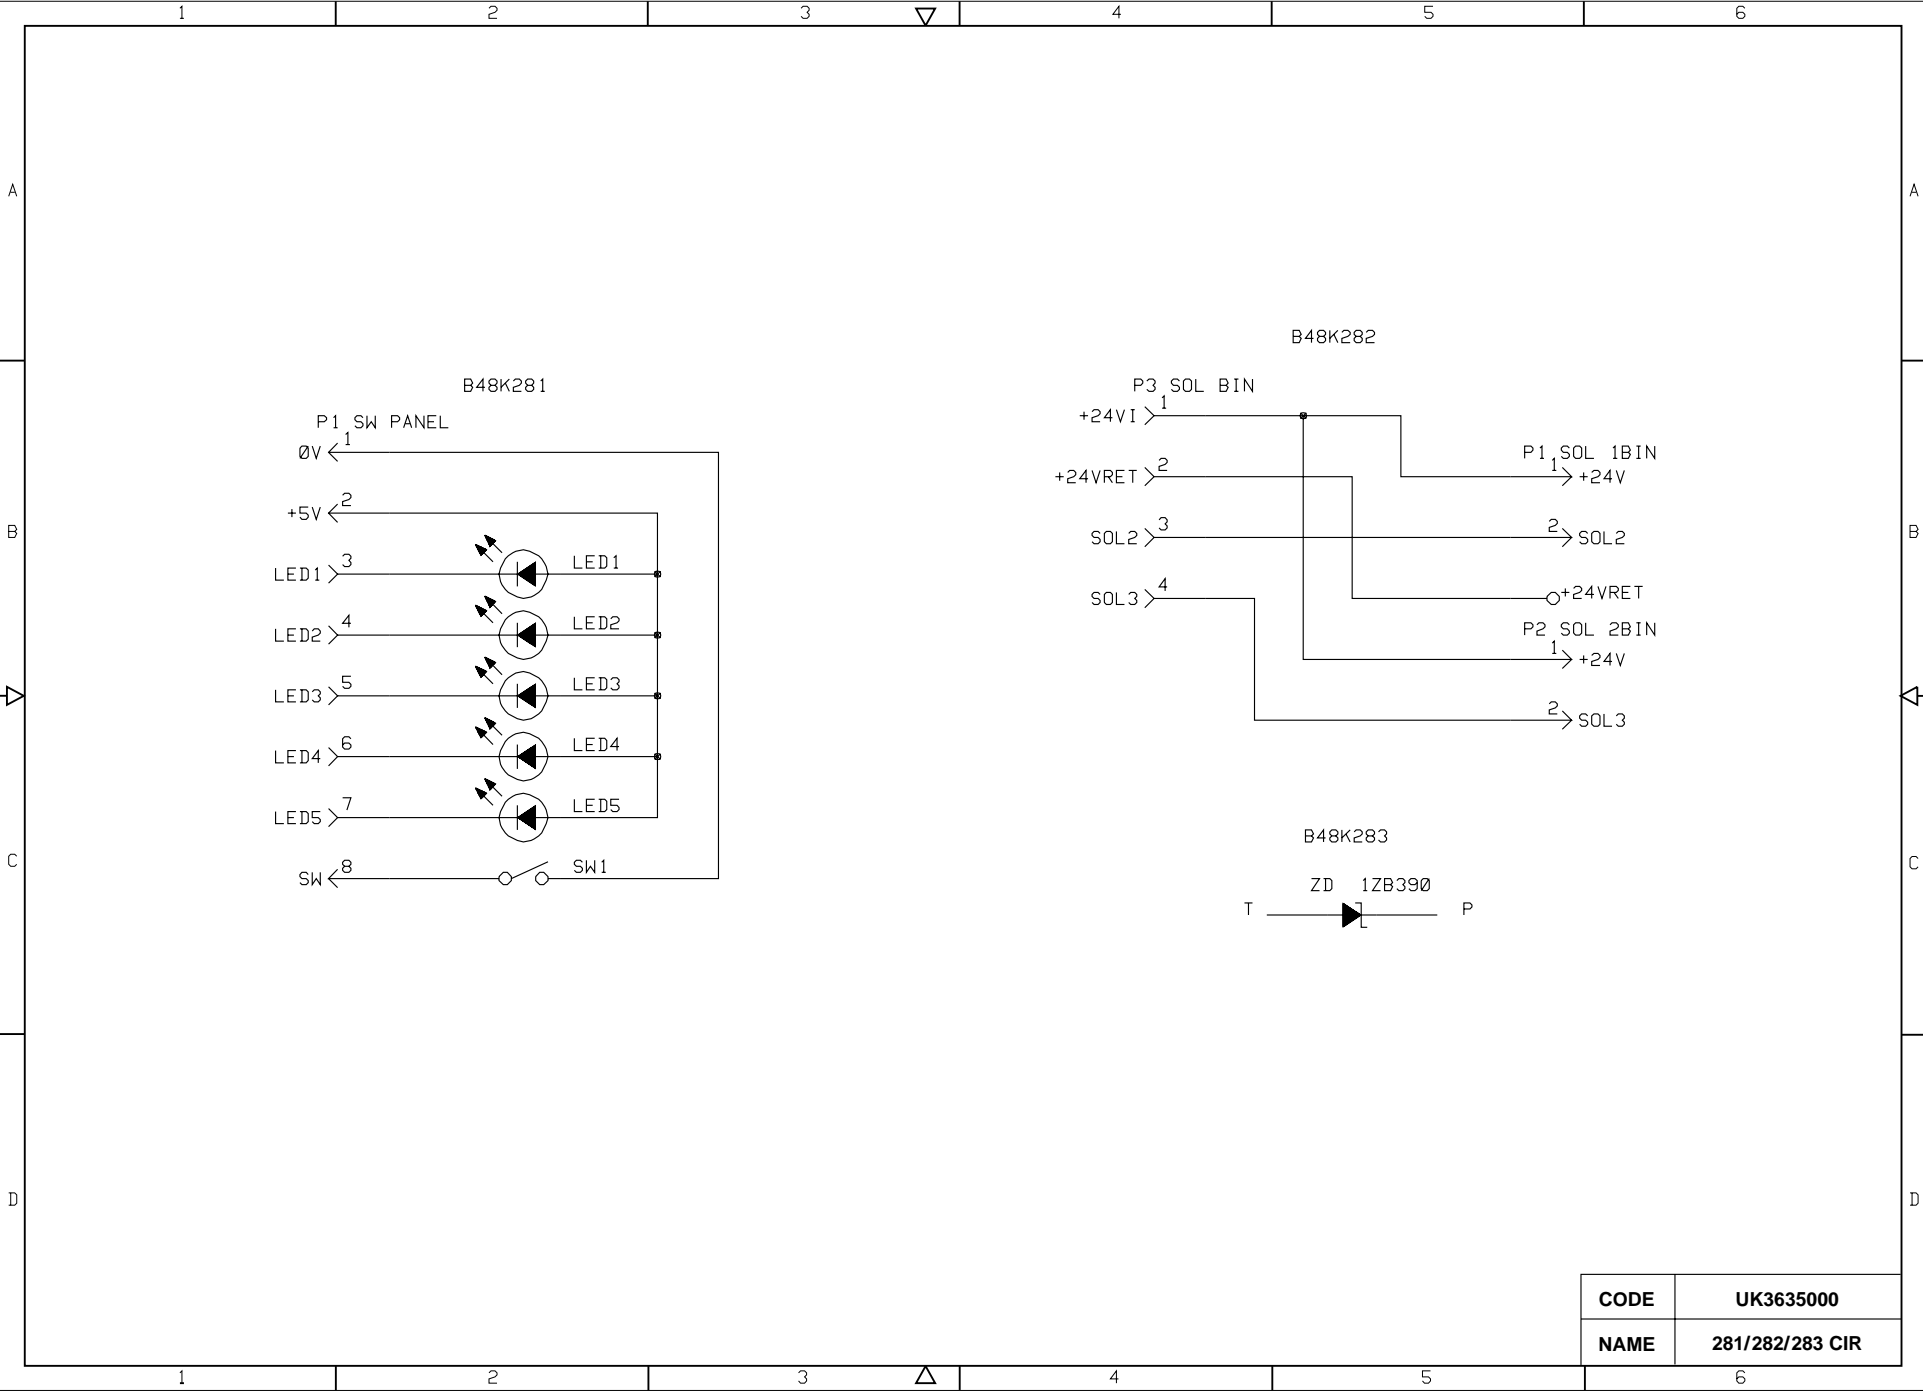 1 2 3 4 5 6
A A
B48K282
B48K281
P3 SOL BIN
+24VI 1
P1 SW PANEL
ØV 1
P1 SOL 1BIN
+24VRET 2
1 +24V
+5V 2
B B
SOL2 3
2 SOL2
LED1 3 LED1
SOL3 4
+24VRET
LED2 4 LED2
P2 SOL 2BIN
1 +24V
LED3 5 LED3
2 SOL3
LED4 6 LED4
LED5 7 LED5
B48K283
C C
SW 8 SW1
ZD 1ZB39Ø
T P
D D
CODE UK3635000
NAME 281/282/283 CIR
1 2 3 4 5 6